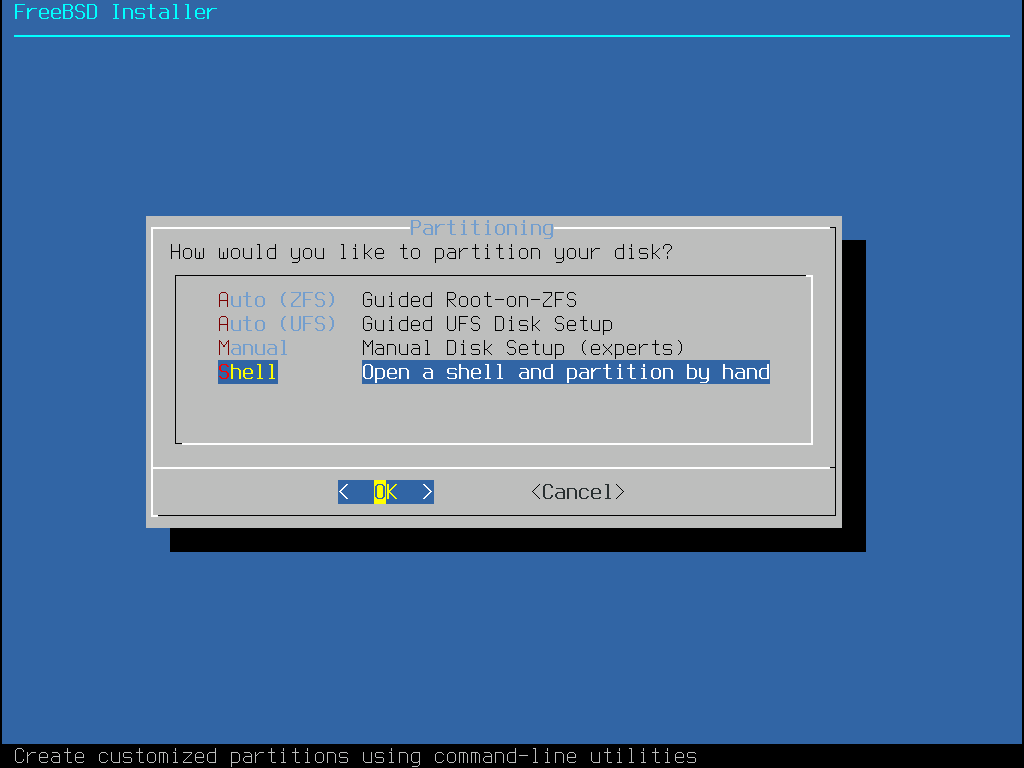 FreeBSD Installer
Partitioning
How would you like to partition your disk?
Auto (ZFS) Guided Root-on-ZFS
Auto (UFS) Guided UFS Disk Setup
Manual Manual Disk Setup (experts)
Shell Open a shell and partition by hand
< OK > <Cancel>
Create customized partitions using command-line utilities